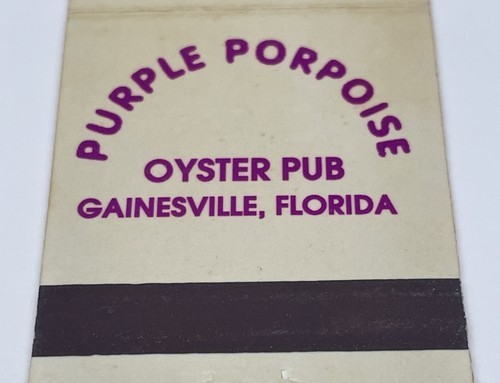 PURPLE PORPOISE
OYSTER PUB
GAINESVILLE, FLORIDA